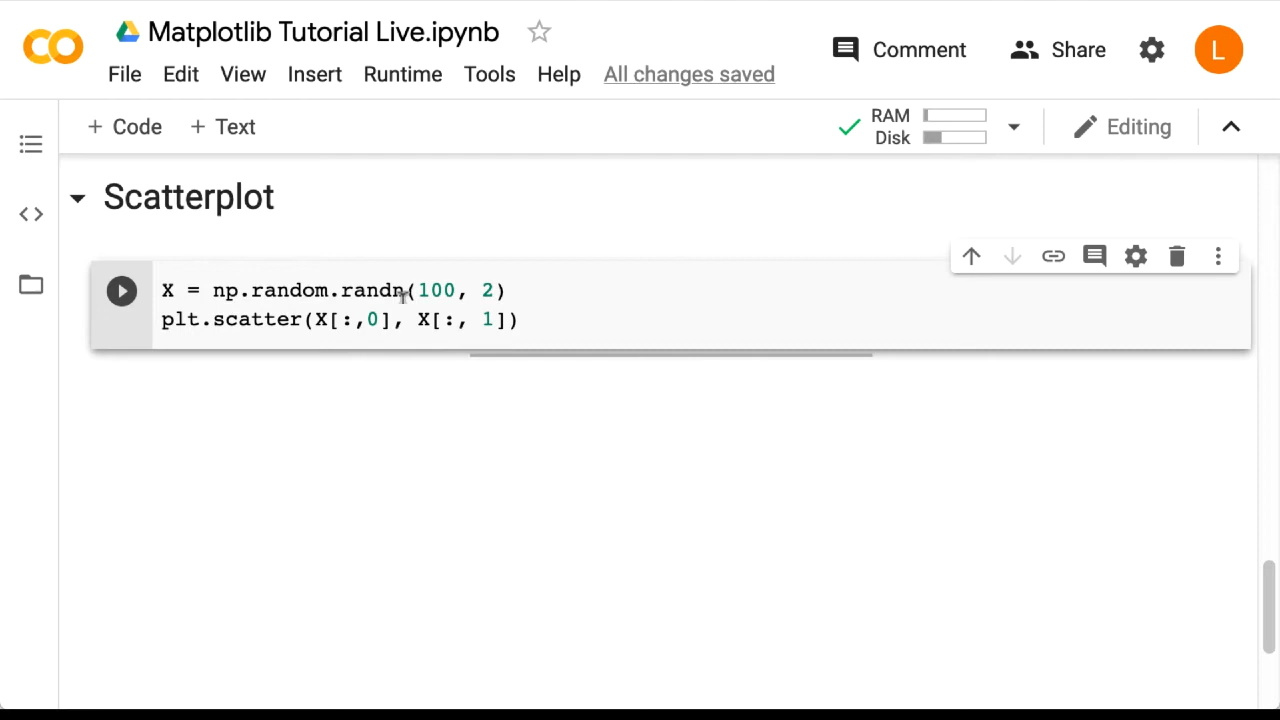 Matplotlib Tutorial Live.ipynb
File Edit View Insert Runtime Tools Help All changes saved
Comment
Share
L
+ Code + Text
RAM
Disk
Editing
Scatterplot
X = np.random.randn(100, 2)
plt.scatter(X[:,0], X[:, 1])